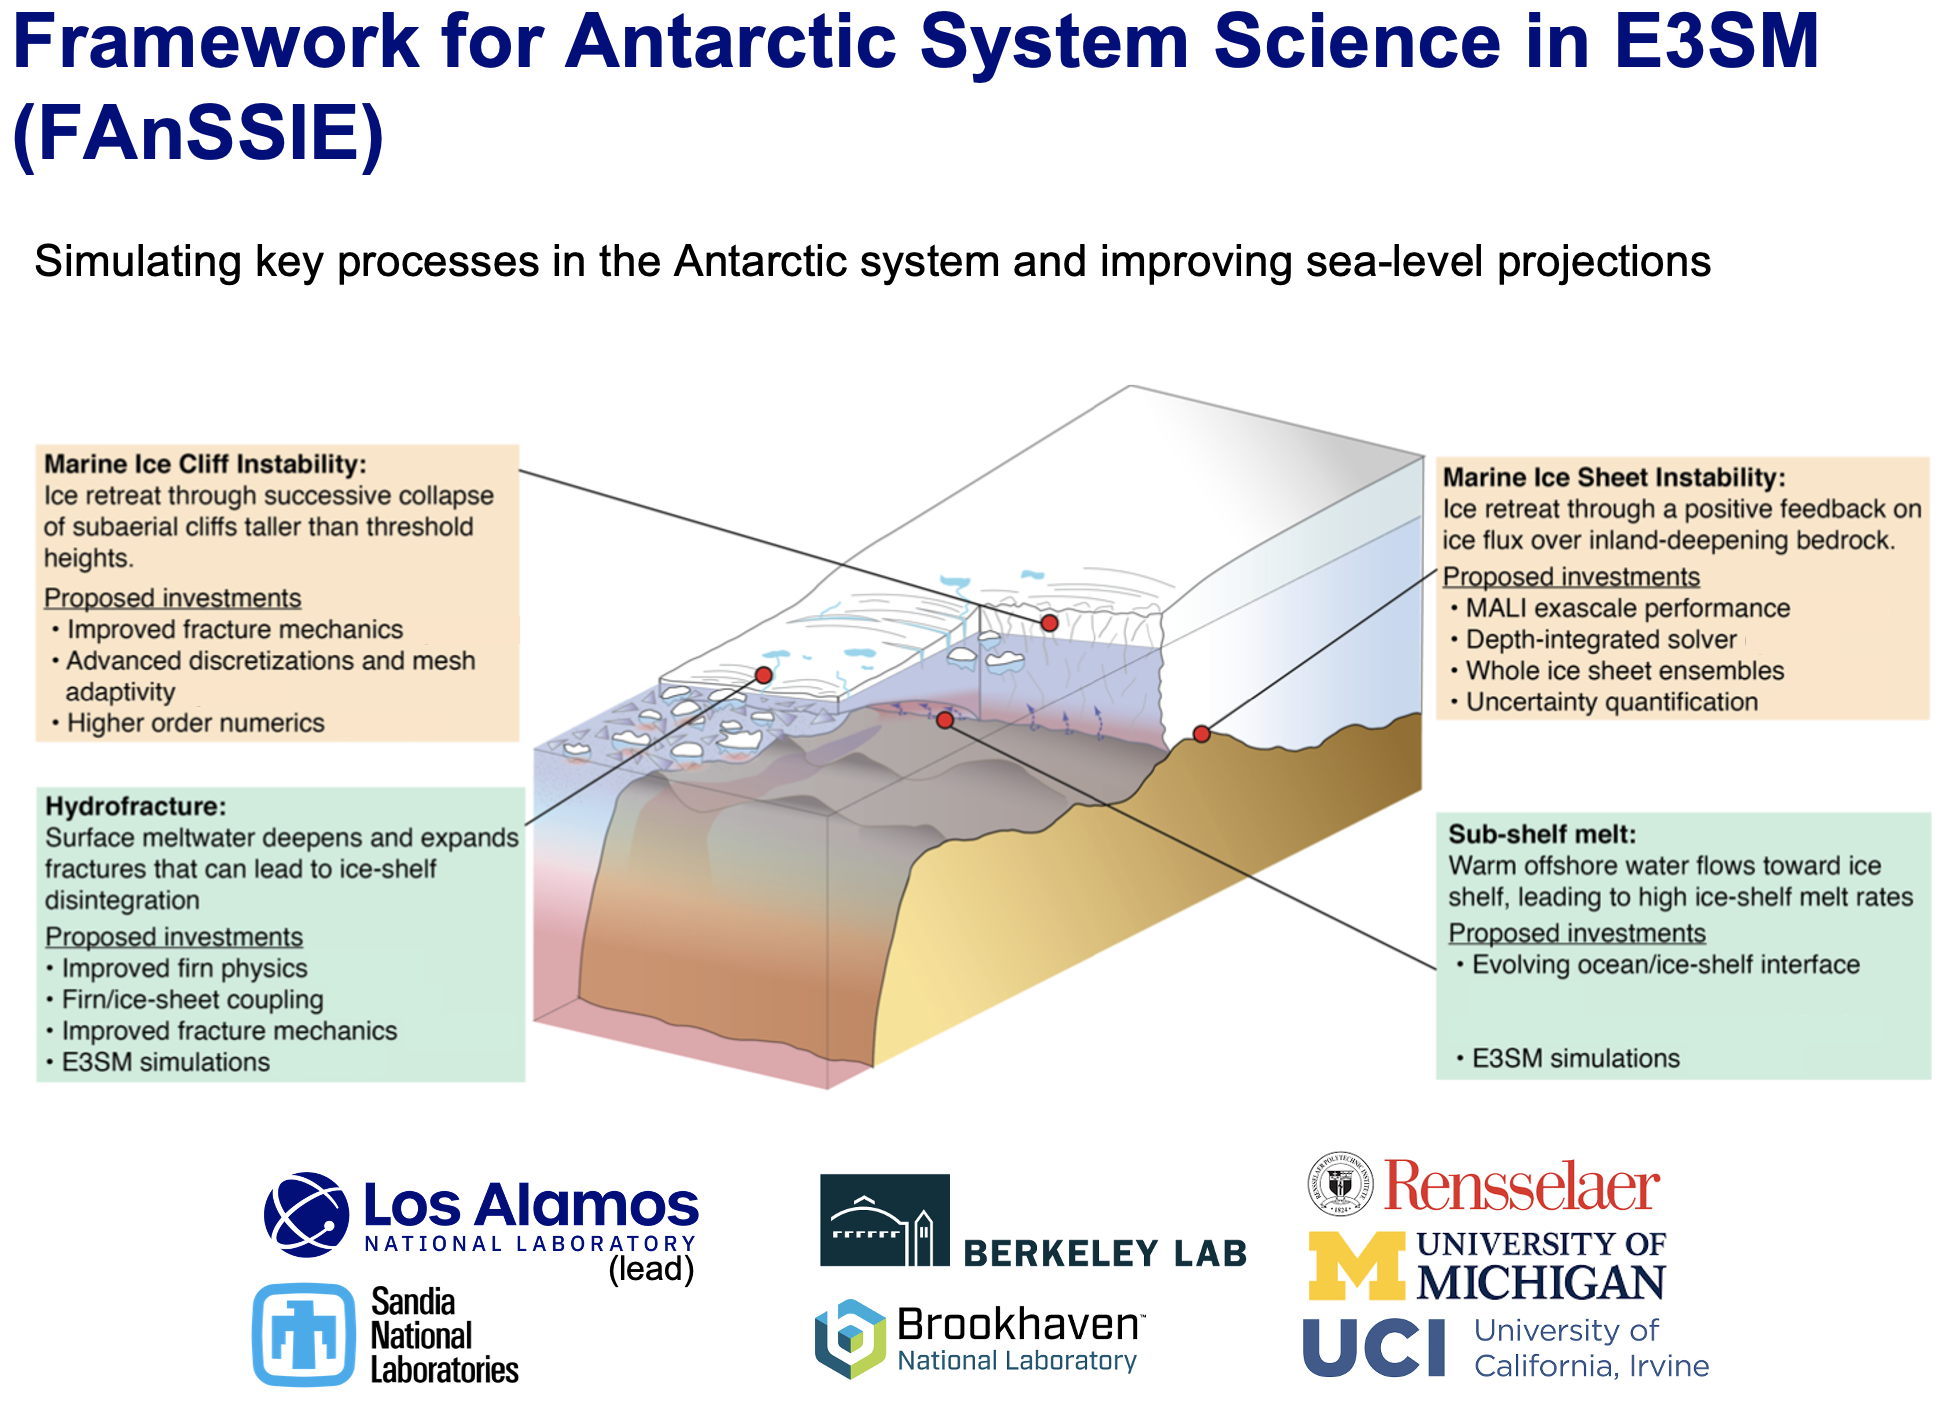 Framework for Antarctic System Science in E3SM
(FAnSSIE)
Simulating key processes in the Antarctic system and improving sea-level projections
Marine Ice Cliff Instability:
Ice retreat through successive collapse
of subaerial cliffs taller than threshold
heights.
Proposed investments
• Improved fracture mechanics
• Advanced discretizations and mesh
adaptivity
• Higher order numerics
Hydrofracture:
Surface meltwater deepens and expands
fractures that can lead to ice-shelf
disintegration
Proposed investments
• Improved firn physics
• Firn/ice-sheet coupling
• Improved fracture mechanics
• E3SM simulations
Marine Ice Sheet Instability:
Ice retreat through a positive feedback on
ice flux over inland-deepening bedrock.
Proposed investments
• MALI exascale performance
• Depth-integrated solver
• Whole ice sheet ensembles
• Uncertainty quantification
Sub-shelf melt:
Warm offshore water flows toward ice
shelf, leading to high ice-shelf melt rates
Proposed investments
• Evolving ocean/ice-shelf interface
• E3SM simulations
Los Alamos
NATIONAL LABORATORY
(lead)
Sandia
National
Laboratories
BERKELEY LAB
Brookhaven™
National Laboratory
RENSSELAER POLYTECHNIC INSTITUTE
1824
Rensselaer
M UNIVERSITY OF
MICHIGAN
UCI University of
California, Irvine